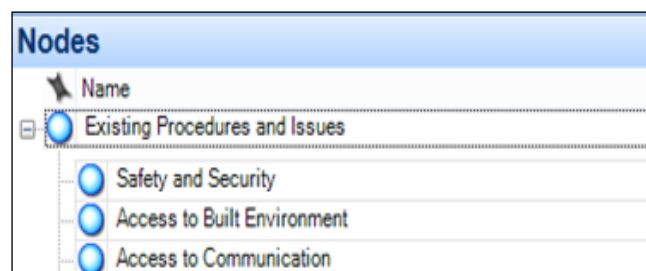 Nodes
Name
Existing Procedures and Issues
Safety and Security
Access to Built Environment
Access to Communication